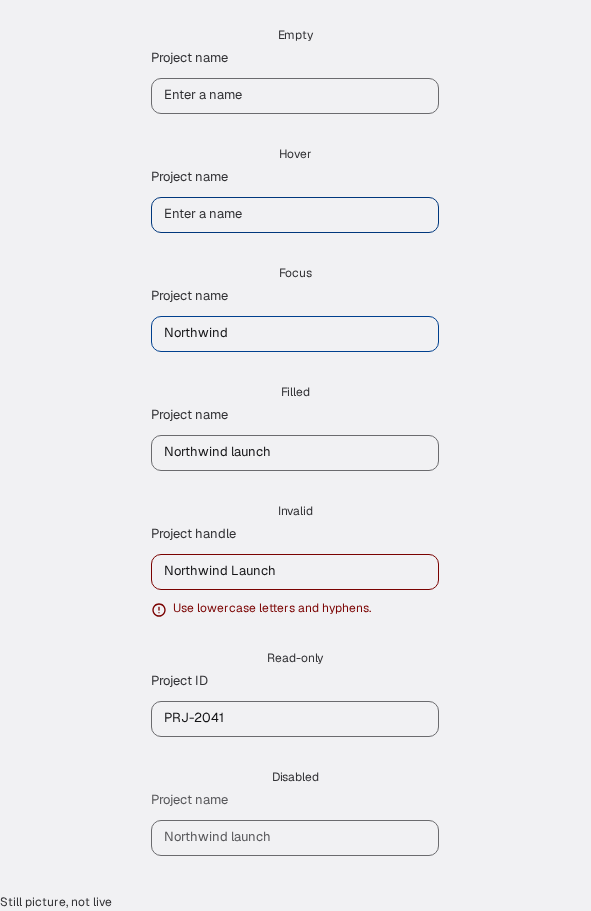 Empty
Project name
Enter a name
Hover
Project name
Enter a name
Focus
Project name
Northwind
Filled
Project name
Northwind launch
Invalid
Project handle
Northwind Launch
Use lowercase letters and hyphens.
Read-only
Project ID
PRJ-2041
Disabled
Project name
Northwind launch
Still picture, not live